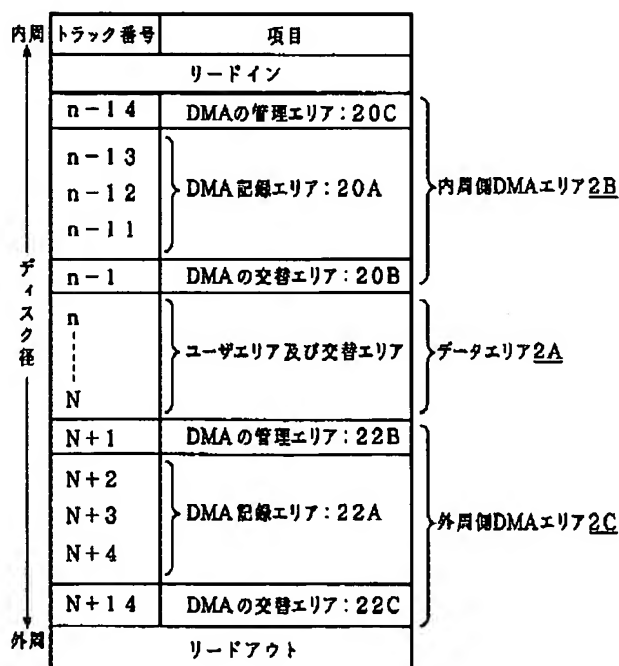 内周 トラック番号 項目
リードイン
n-14 DMAの管理エリア:20C
n-13
n-12 DMA記録エリア:20A 内周側DMAエリア2B
n-11
n-1 DMAの交替エリア:20B
ディスク径
n
ユーザエリア及び交替エリア データエリア2A
N
N+1 DMAの管理エリア:22B
N+2
N+3 DMA記録エリア:22A 外周側DMAエリア2C
N+4
N+14 DMAの交替エリア:22C
外周 リードアウト